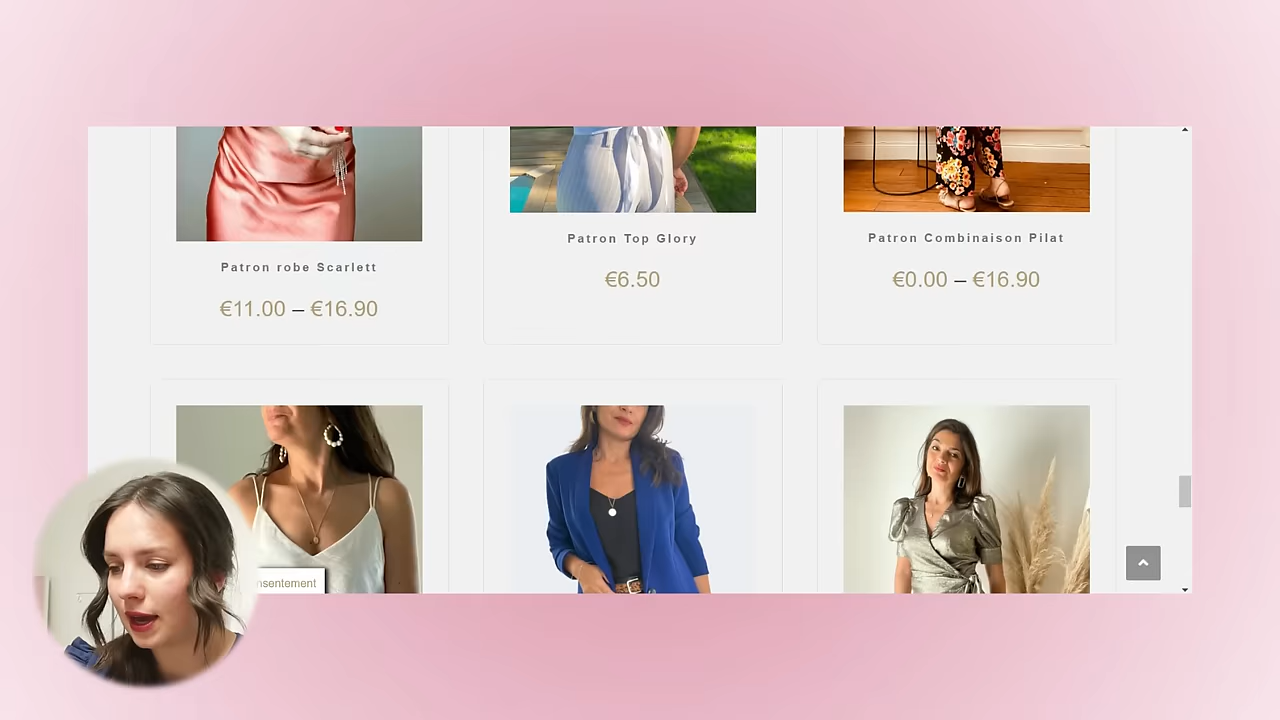 Patron robe Scarlett
€11.00 – €16.90
Patron Top Glory
€6.50
Patron Combinaison Pilat
€0.00 – €16.90
nsentement